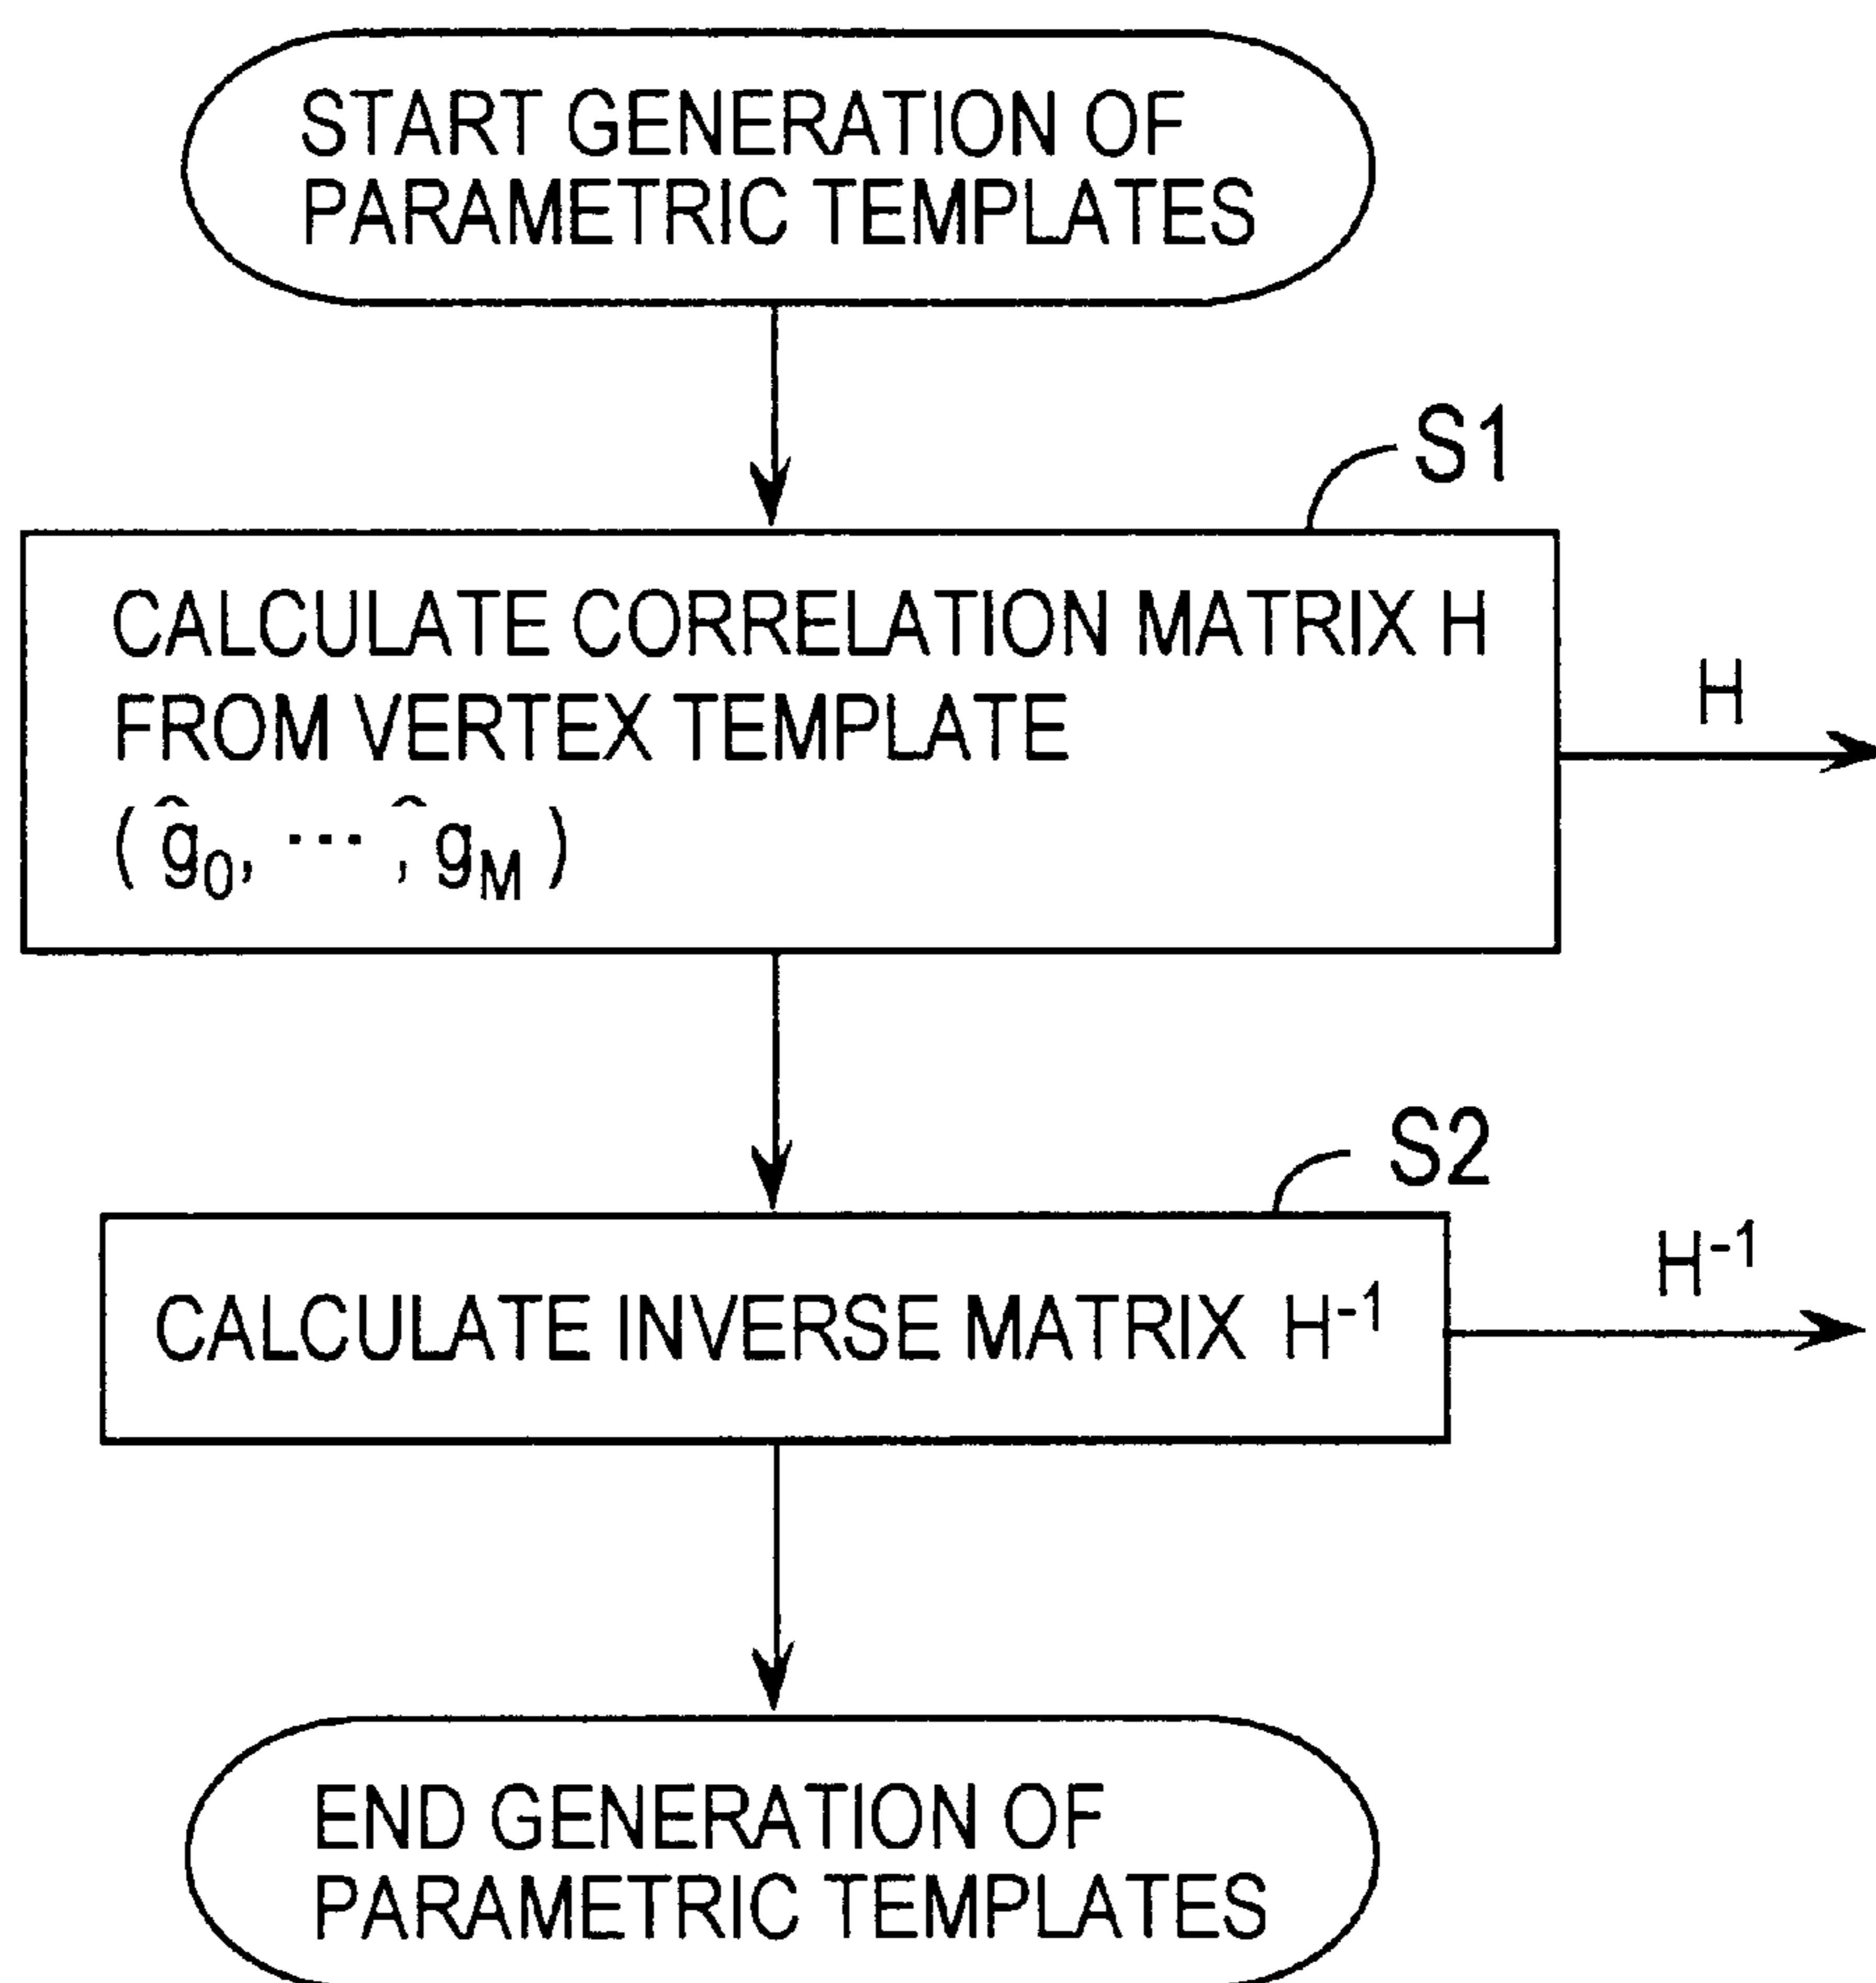 START GENERATION OF
PARAMETRIC TEMPLATES
S1
CALCULATE CORRELATION MATRIX H
FROM VERTEX TEMPLATE
(ĝ₀, ⋯ , ĝ_M )
H
S2
CALCULATE INVERSE MATRIX H⁻¹
H⁻¹
END GENERATION OF
PARAMETRIC TEMPLATES